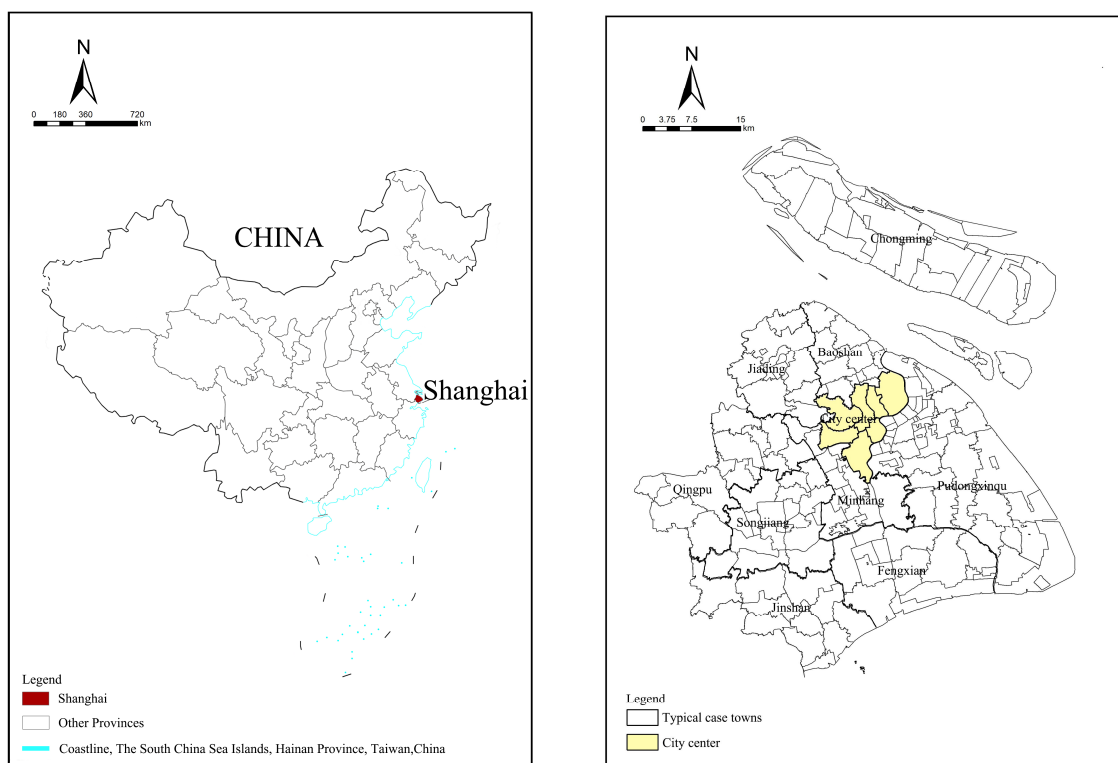 N
0 180 360 720
km
CHINA
Shanghai
Legend
Shanghai
Other Provinces
Coastline, The South China Sea Islands, Hainan Province, Taiwan,China
N
0 3.75 7.5 15
km
Chongming
Baoshan
Jiading
City center
Qingpu
Pudongxinqu
Minhang
Songjiang
Fengxian
Jinshan
Legend
Typical case towns
City center